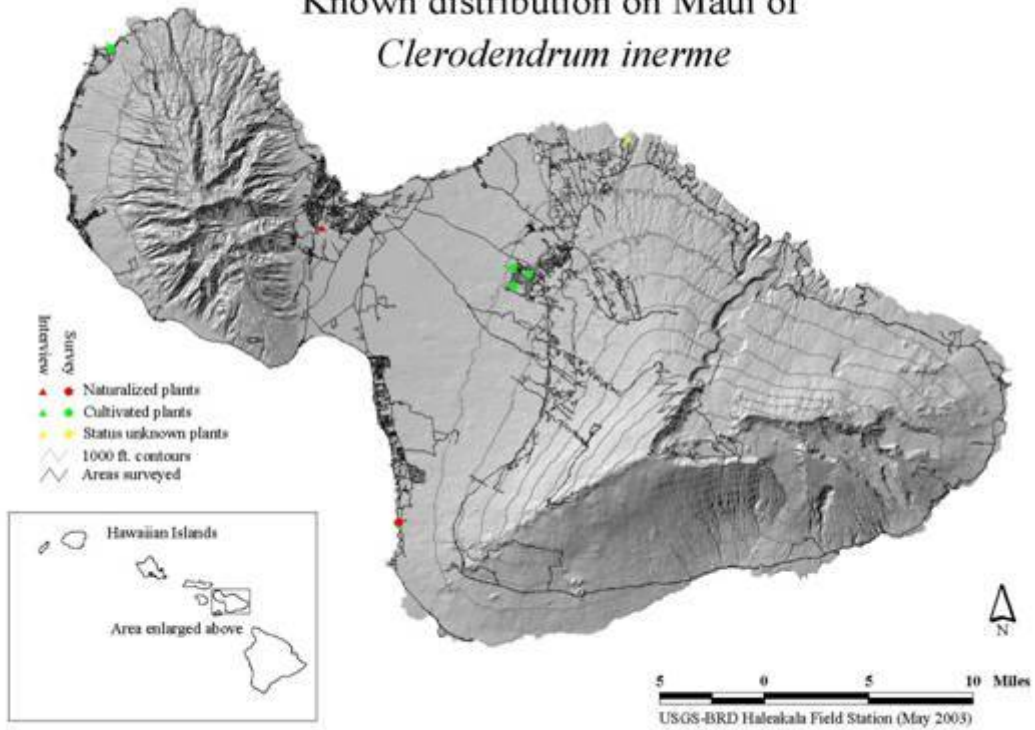 Known distribution on Maui of
Clerodendrum inerme
Interview
Survey
Naturalized plants
Cultivated plants
Status unknown plants
1000 ft. contours
Areas surveyed
Hawaiian Islands
Area enlarged above
N
5 0 5 10 Miles
USGS-BRD Haleakala Field Station (May 2003)